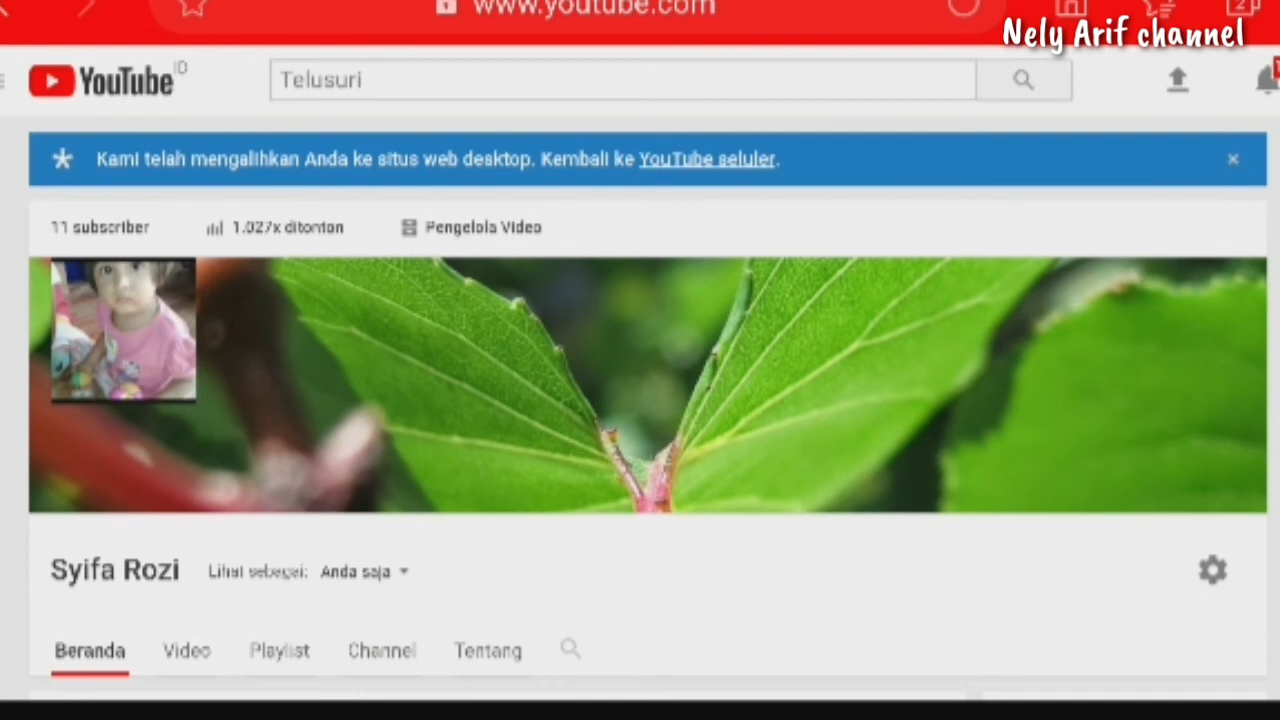 www.youtube.com
Nely Arif channel
YouTube ID
Telusuri
Kami telah mengalihkan Anda ke situs web desktop. Kembali ke YouTube seluler.
11 subscriber 1.027x ditonton Pengelola Video
Syifa Rozi Lihat sebagai: Anda saja
Beranda Video Playlist Channel Tentang